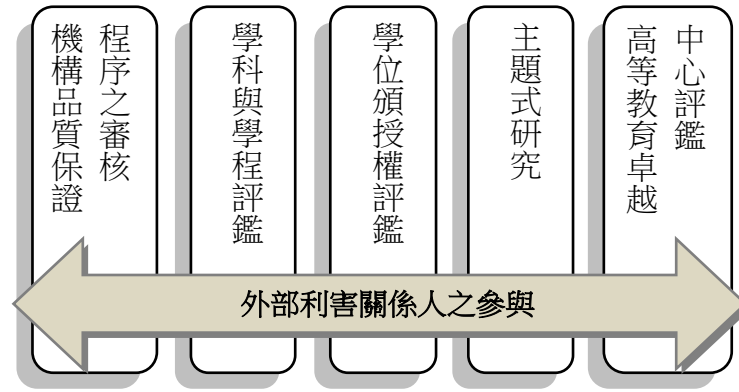 機構品質保證
程序之審核
學科與學程評鑑
學位頒授權評鑑
主題式研究
高等教育卓越
中心評鑑
外部利害關係人之參與